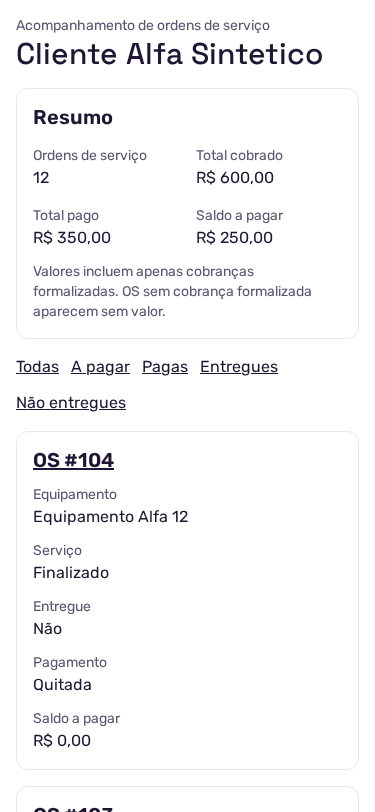 Acompanhamento de ordens de serviço
Cliente Alfa Sintetico
Resumo
Ordens de serviço
12
Total cobrado
R$ 600,00
Total pago
R$ 350,00
Saldo a pagar
R$ 250,00
Valores incluem apenas cobranças
formalizadas. OS sem cobrança formalizada
aparecem sem valor.
Todas A pagar Pagas Entregues
Não entregues
OS #104
Equipamento
Equipamento Alfa 12
Serviço
Finalizado
Entregue
Não
Pagamento
Quitada
Saldo a pagar
R$ 0,00